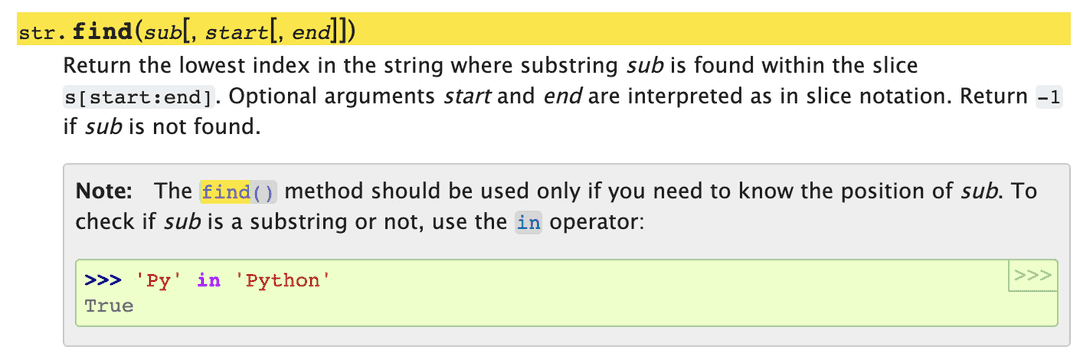 str.find(sub[, start[, end]])
Return the lowest index in the string where substring sub is found within the slice
s[start:end]. Optional arguments start and end are interpreted as in slice notation. Return -1
if sub is not found.
Note: The find() method should be used only if you need to know the position of sub. To
check if sub is a substring or not, use the in operator:
>>> 'Py' in 'Python'
>>>
True